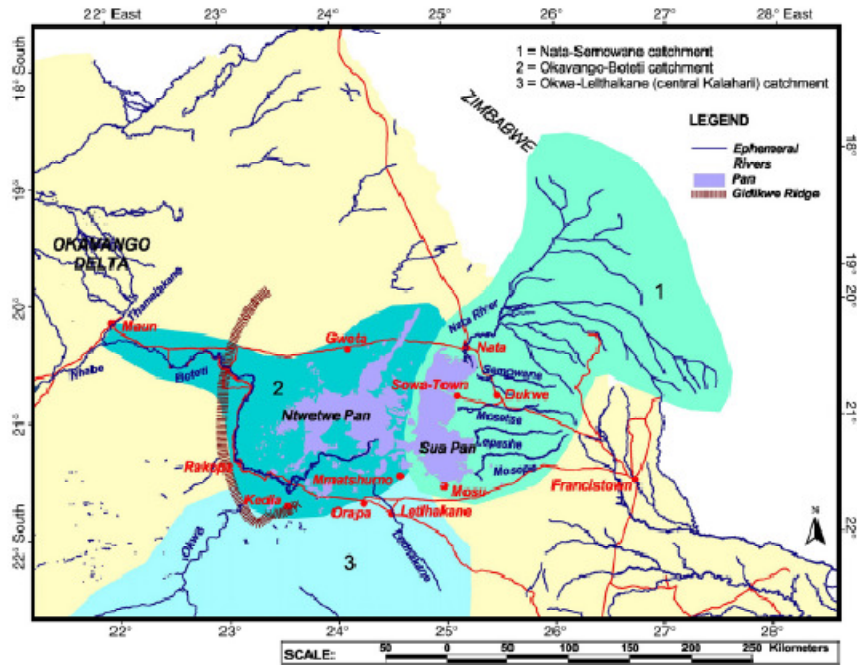 22° East
23°
24°
25°
26°
27°
28° East
18° South
19°
20°
21°
22° South
1 = Nata-Semowane catchment
2 = Okavango-Boteti catchment
3 = Okwa-Letlhakane (central Kalaharii) catchment
ZIMBABWE
LEGEND
Ephemeral
Rivers
Pan
Gidikwe Ridge
18°
19°
20°
21°
22°
OKAVANGO
DELTA
Thamalakane
Maun
Nhabe
Boteti
Gweta
Nata River
Nata
1
2
Semowane
Sowa-Town
Dukwe
Ntwetwe Pan
Mosetse
Sua Pan
Lepashe
Mosope
Rakops
Mmatshumo
Mosu
Francistown
Kedia
Orapa
Letlhakane
Okwa
3
N
22°
23°
24°
25°
26°
27°
28°
SCALE:
50
0
50
100
150
200
250
Kilometers